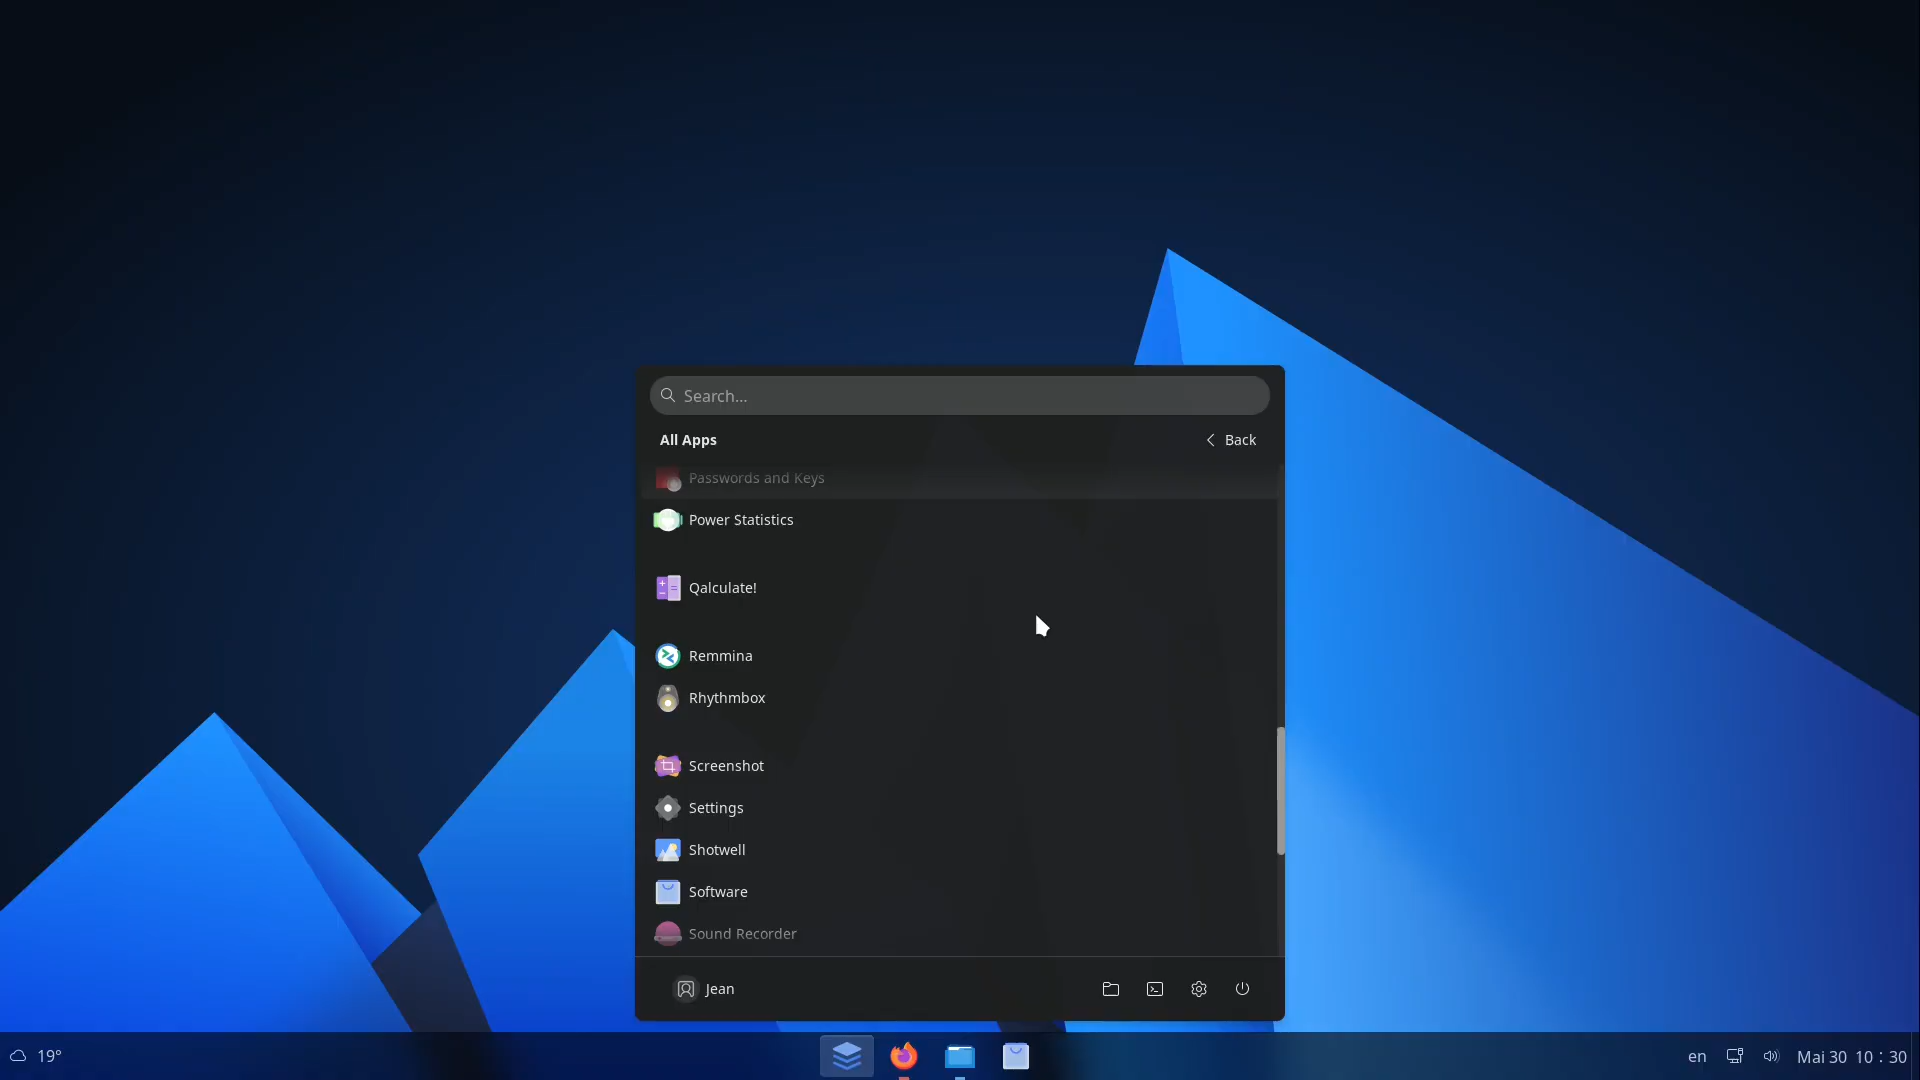 Search...
All Apps
Back
Passwords and Keys
Power Statistics
Qalculate!
Remmina
Rhythmbox
Screenshot
Settings
Shotwell
Software
Sound Recorder
Jean
19°
en
Mai 30 10 : 30